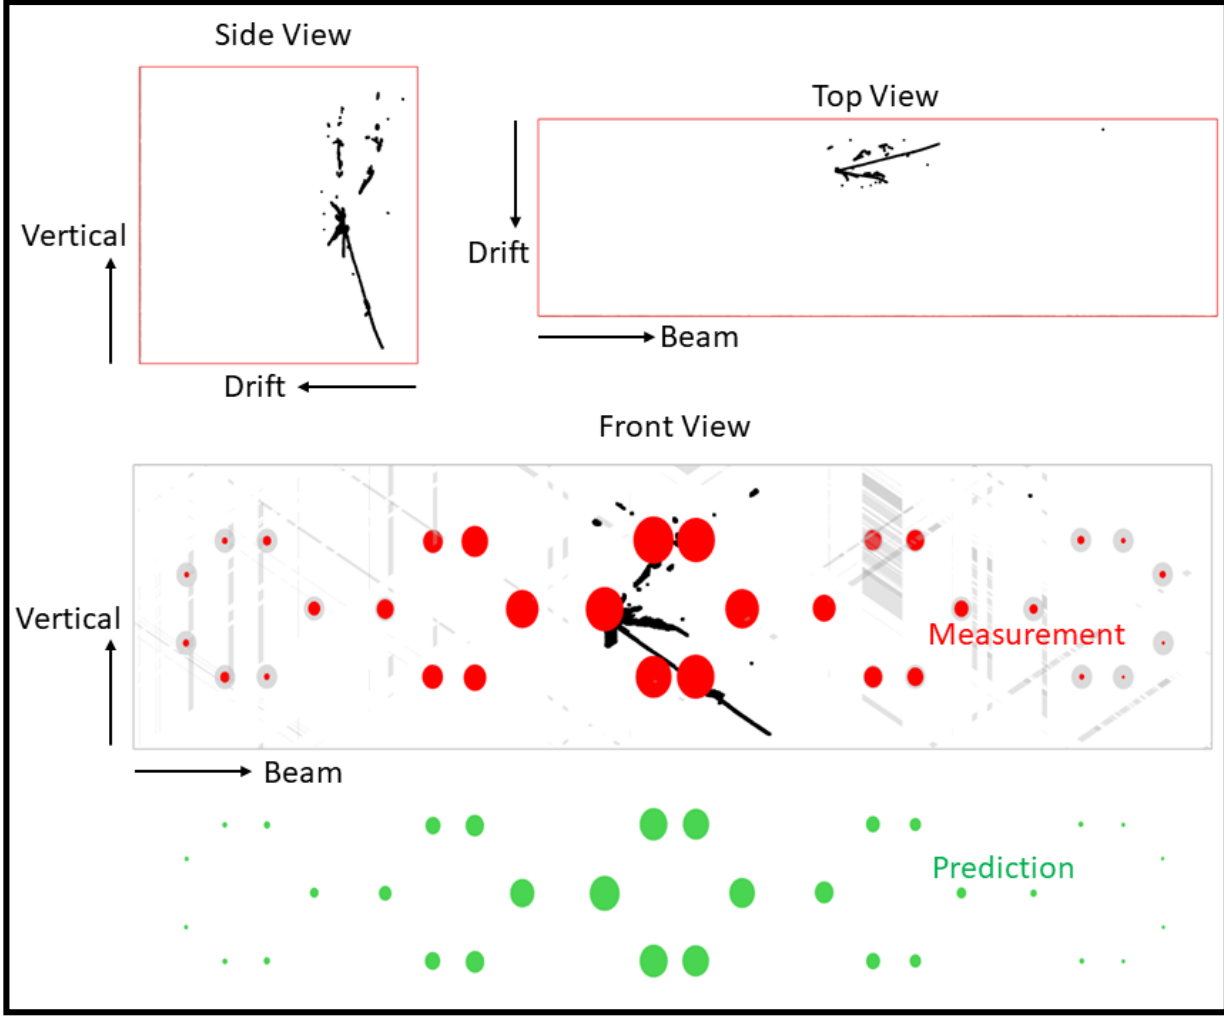 Side View
Top View
Vertical
Drift
Beam
Drift
Front View
Vertical
Measurement
Beam
Prediction